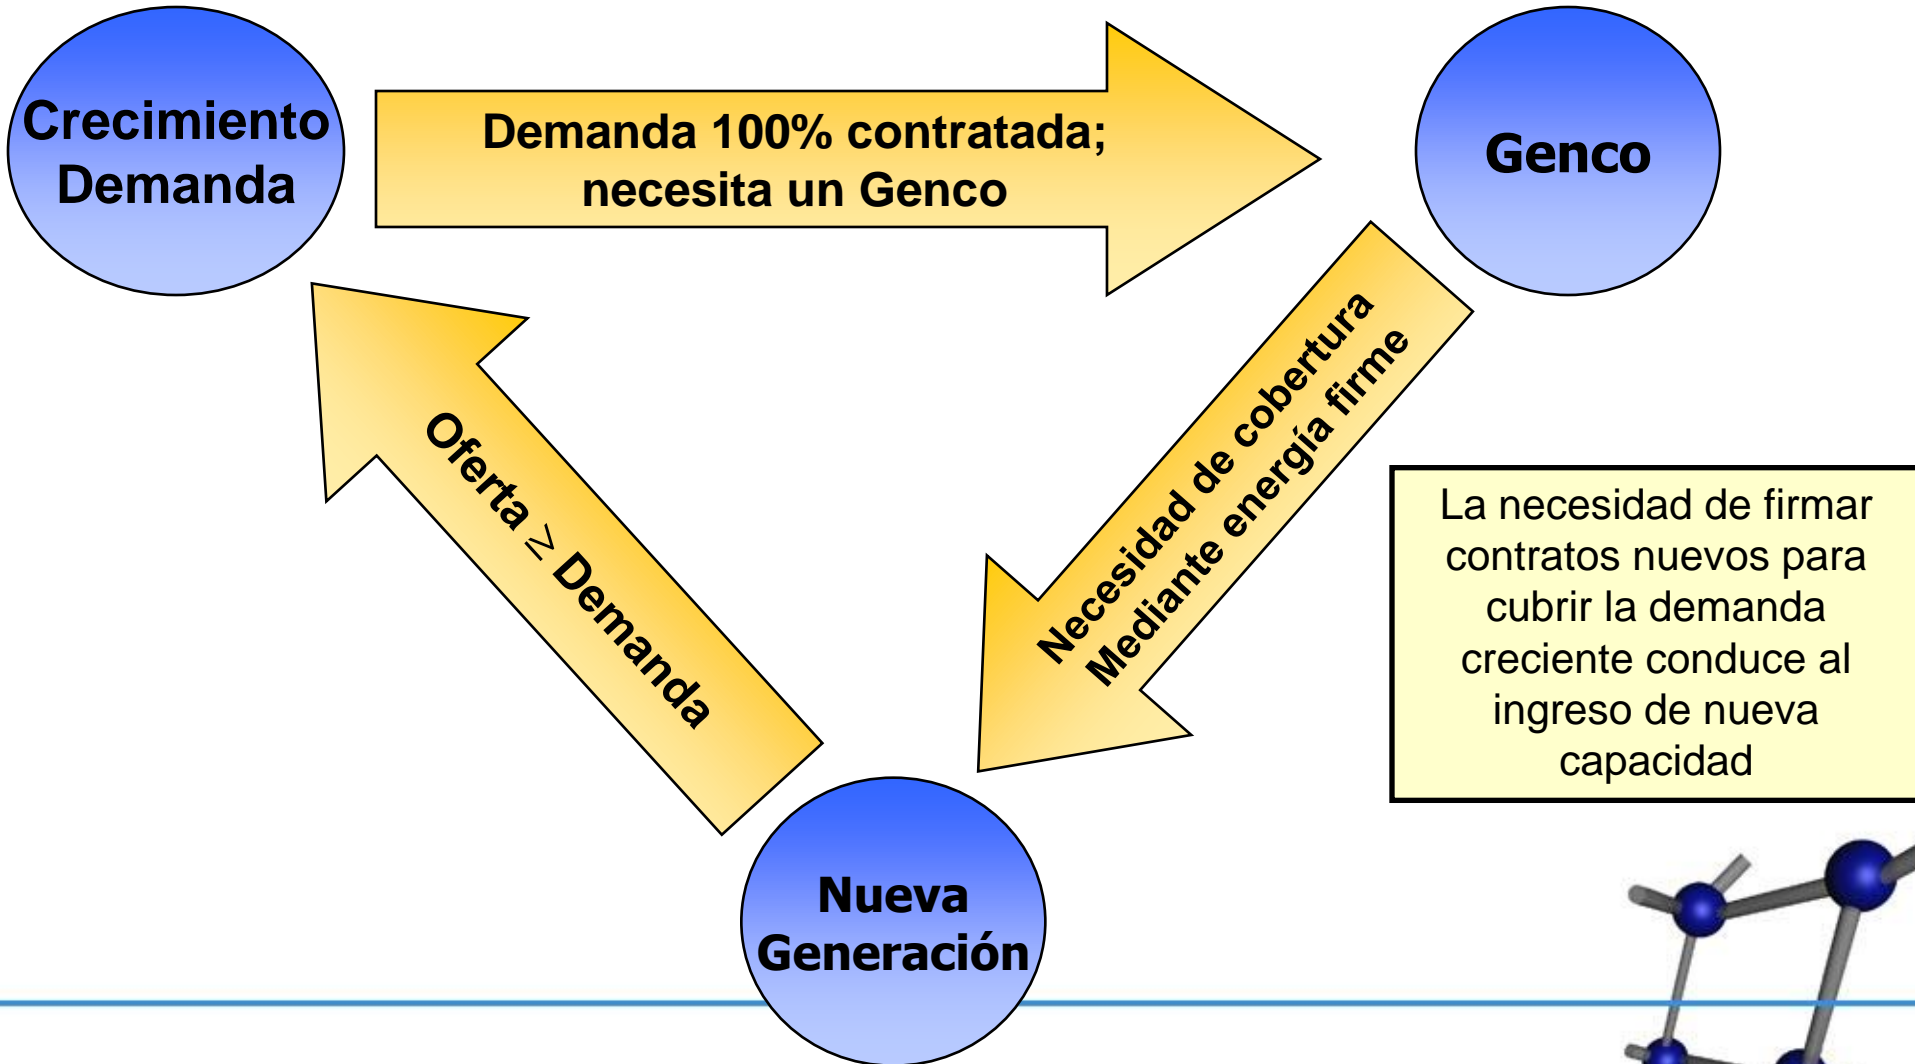 Crecimiento
Demanda
Demanda 100% contratada;
necesita un Genco
Genco
Necesidad de cobertura
Mediante energía firme
Oferta ≥ Demanda
La necesidad de firmar
contratos nuevos para
cubrir la demanda
creciente conduce al
ingreso de nueva
capacidad
Nueva
Generación